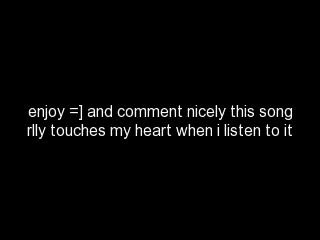 enjoy =] and comment nicely this song
rlly touches my heart when i listen to it